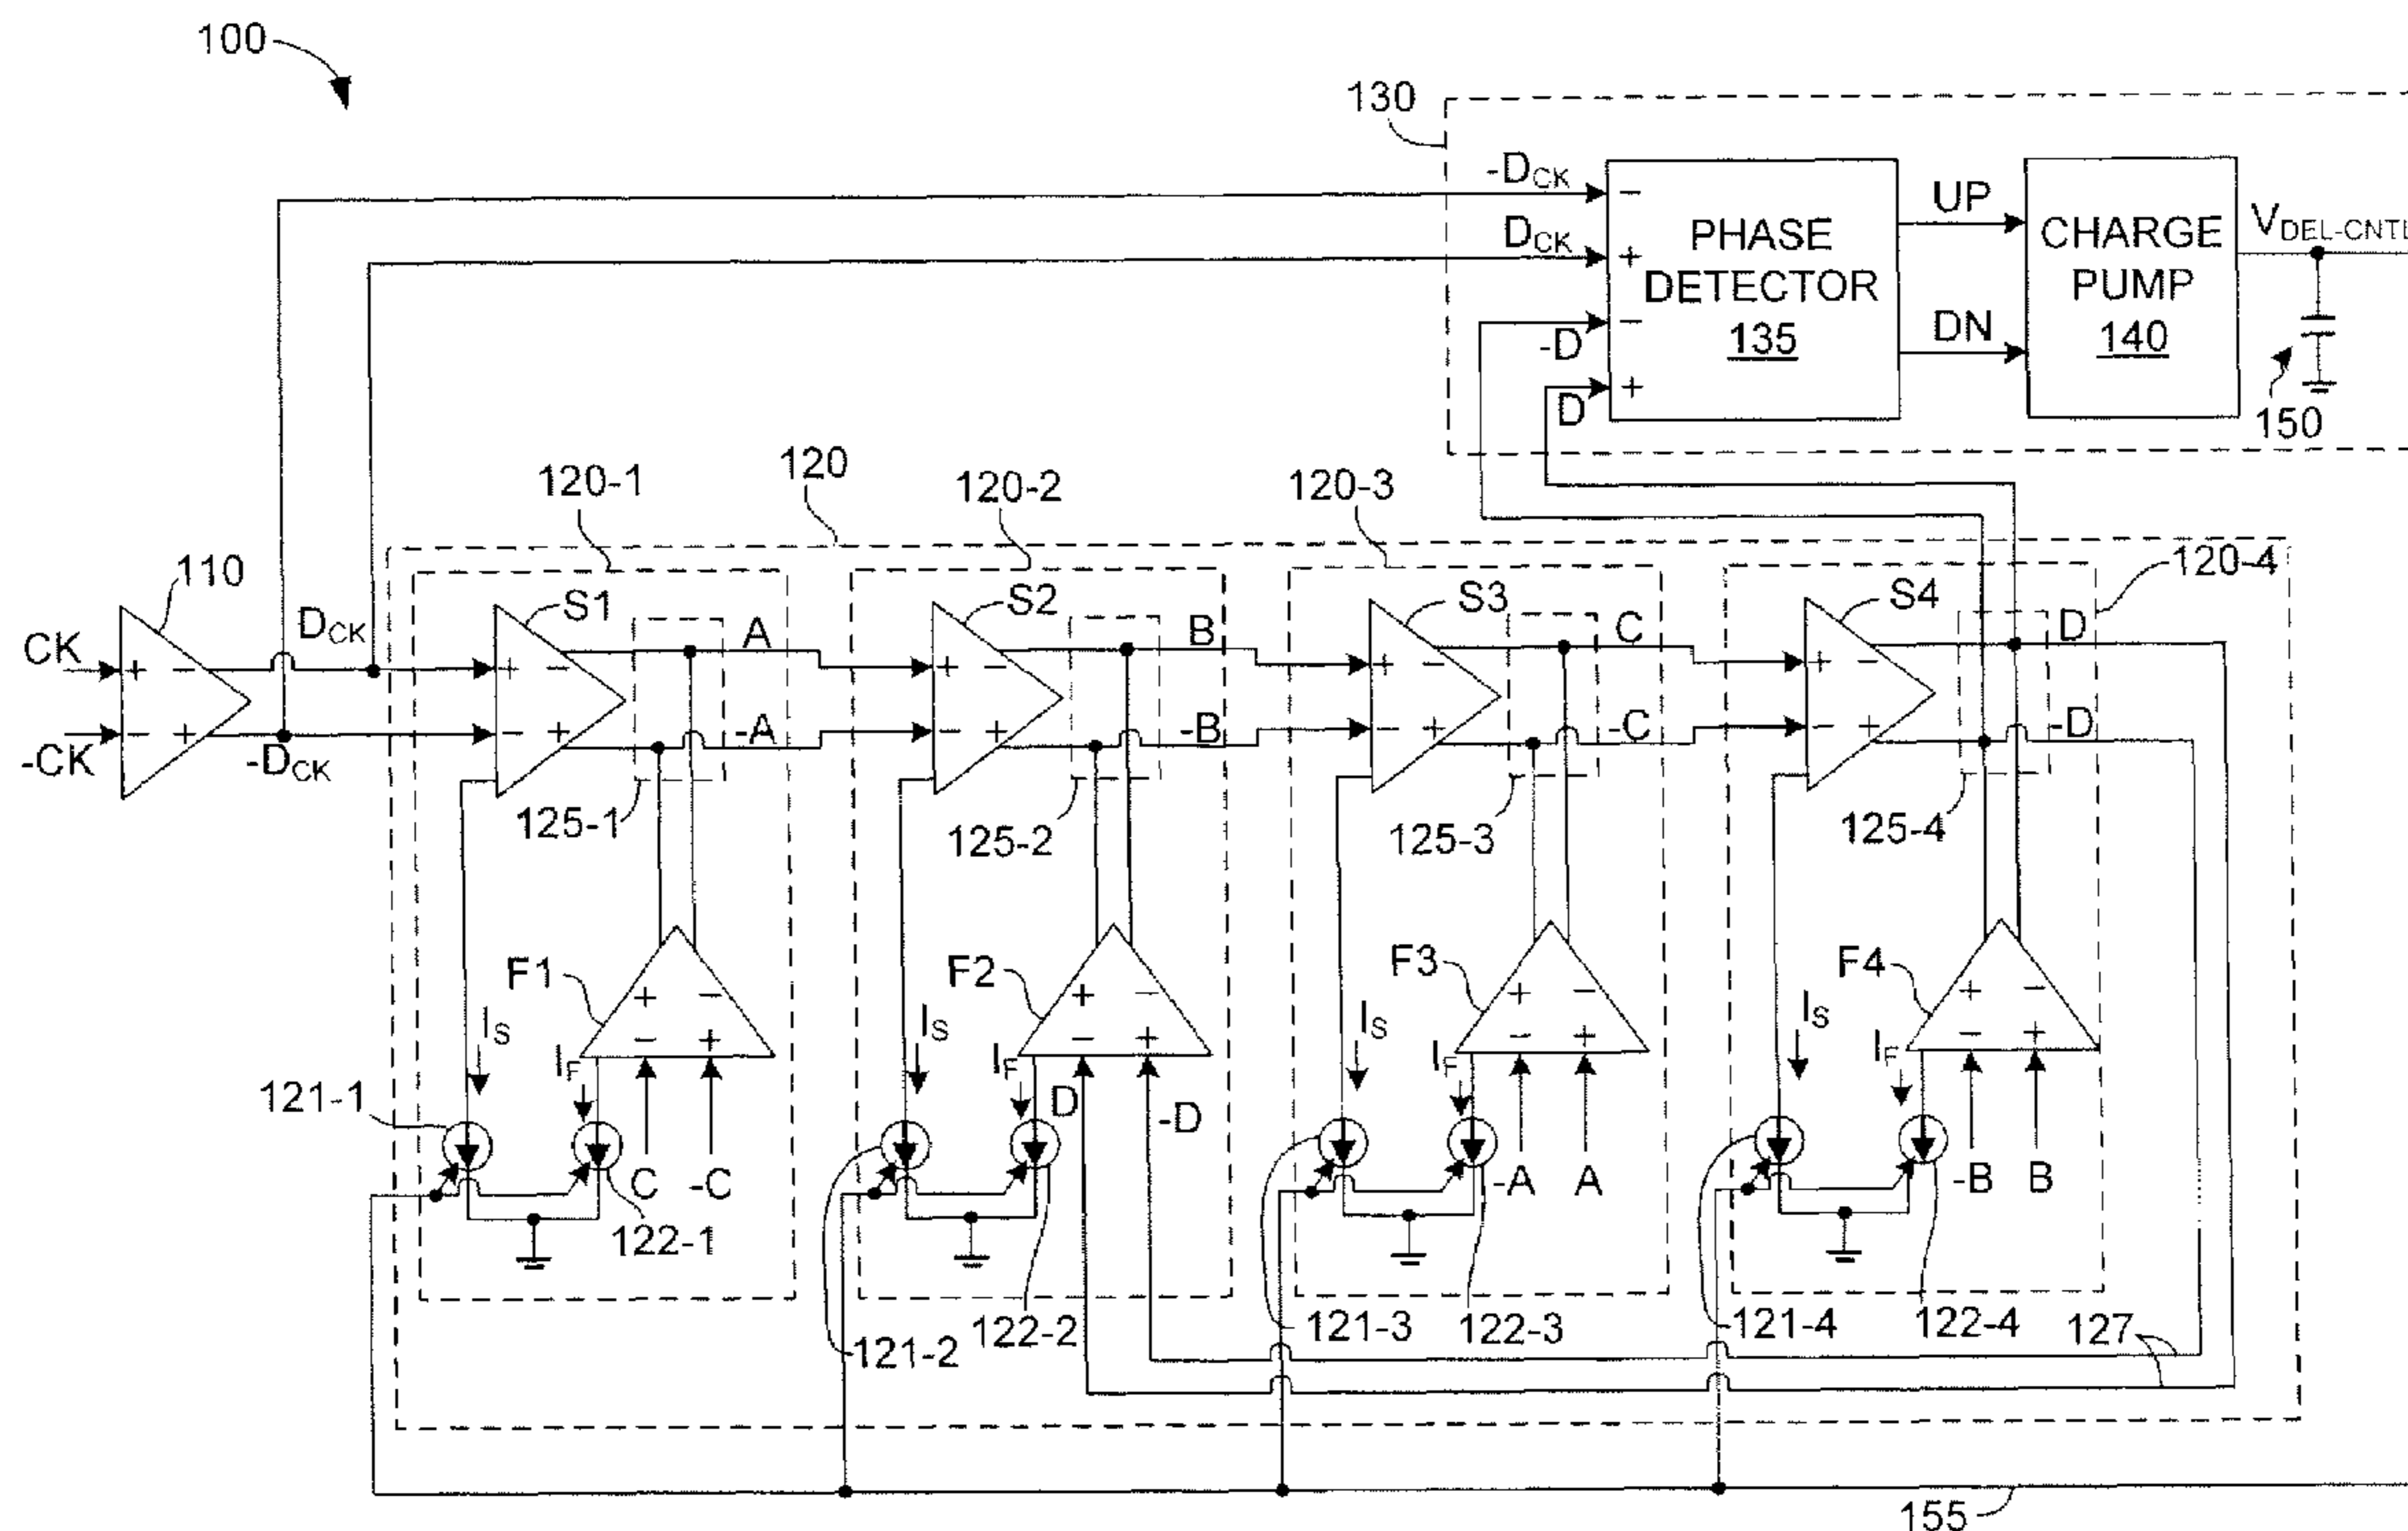 100
130
-DCK
DCK
-D
D
−
+
−
+
PHASE
DETECTOR
135
UP
DN
CHARGE
PUMP
140
VDEL-CNTL
150
120-1
120
120-2
120-3
120-4
110
CK
-CK
+ −
− +
DCK
-DCK
S1
+ −
− +
A
-A
125-1
S2
+ −
− +
B
-B
125-2
S3
+ −
− +
C
-C
125-3
S4
+ −
− +
D
-D
125-4
F1
+ −
− +
IS
IF
121-1
C
-C
122-1
F2
+ −
− +
IS
IF
D
-D
121-2
122-2
F3
+ −
− +
IS
IF
-A
A
121-3
122-3
F4
+ −
− +
IS
IF
-B
B
121-4
122-4
127
155